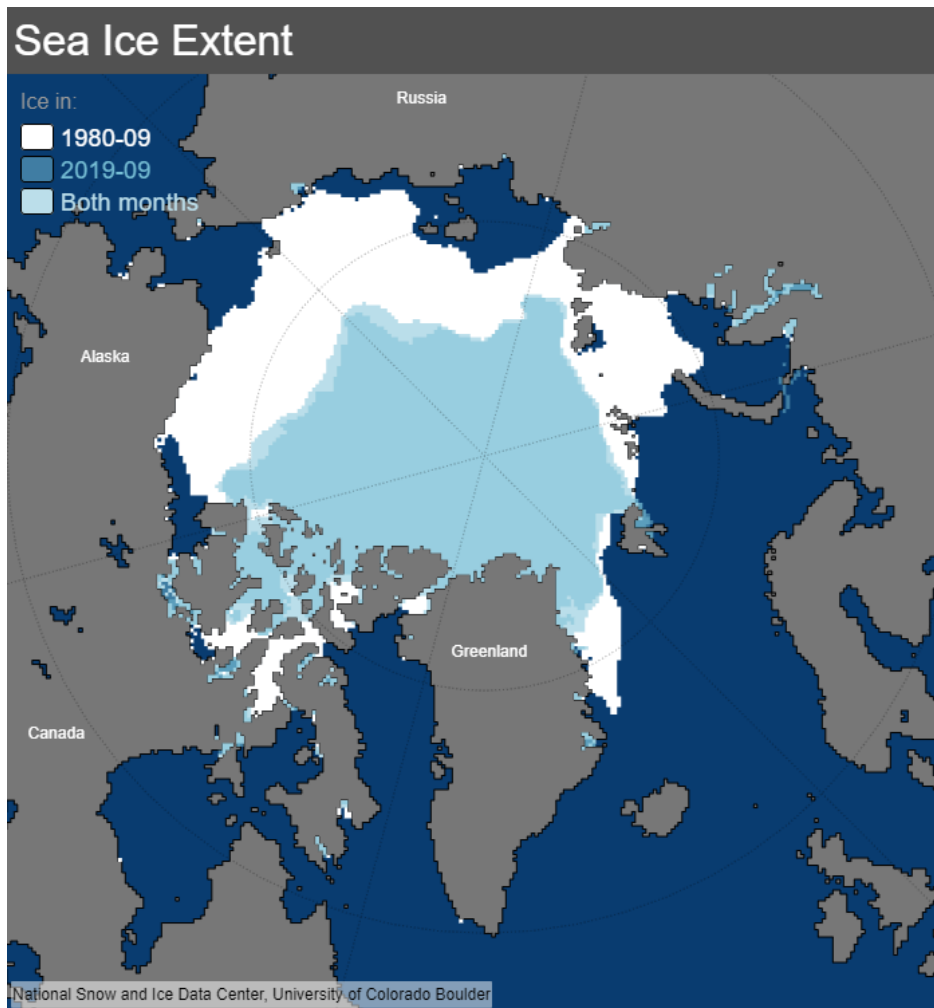 Sea Ice Extent
Ice in:
1980-09
2019-09
Both months
Russia
Alaska
Greenland
Canada
National Snow and Ice Data Center, University of Colorado Boulder